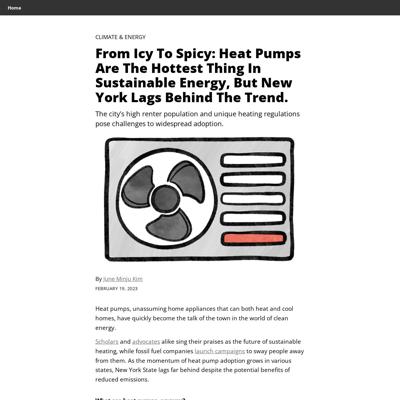 Home
CLIMATE & ENERGY
From Icy To Spicy: Heat Pumps
Are The Hottest Thing In
Sustainable Energy, But New
York Lags Behind The Trend.
The city's high renter population and unique heating regulations
pose challenges to widespread adoption.
By June Minju Kim
FEBRUARY 19, 2023
Heat pumps, unassuming home appliances that can both heat and cool
homes, have quickly become the talk of the town in the world of clean
energy.
Scholars and advocates alike sing their praises as the future of sustainable
heating, while fossil fuel companies launch campaigns to sway people away
from them. As the momentum of heat pump adoption grows in various
states, New York State lags far behind despite the potential benefits of
reduced emissions.